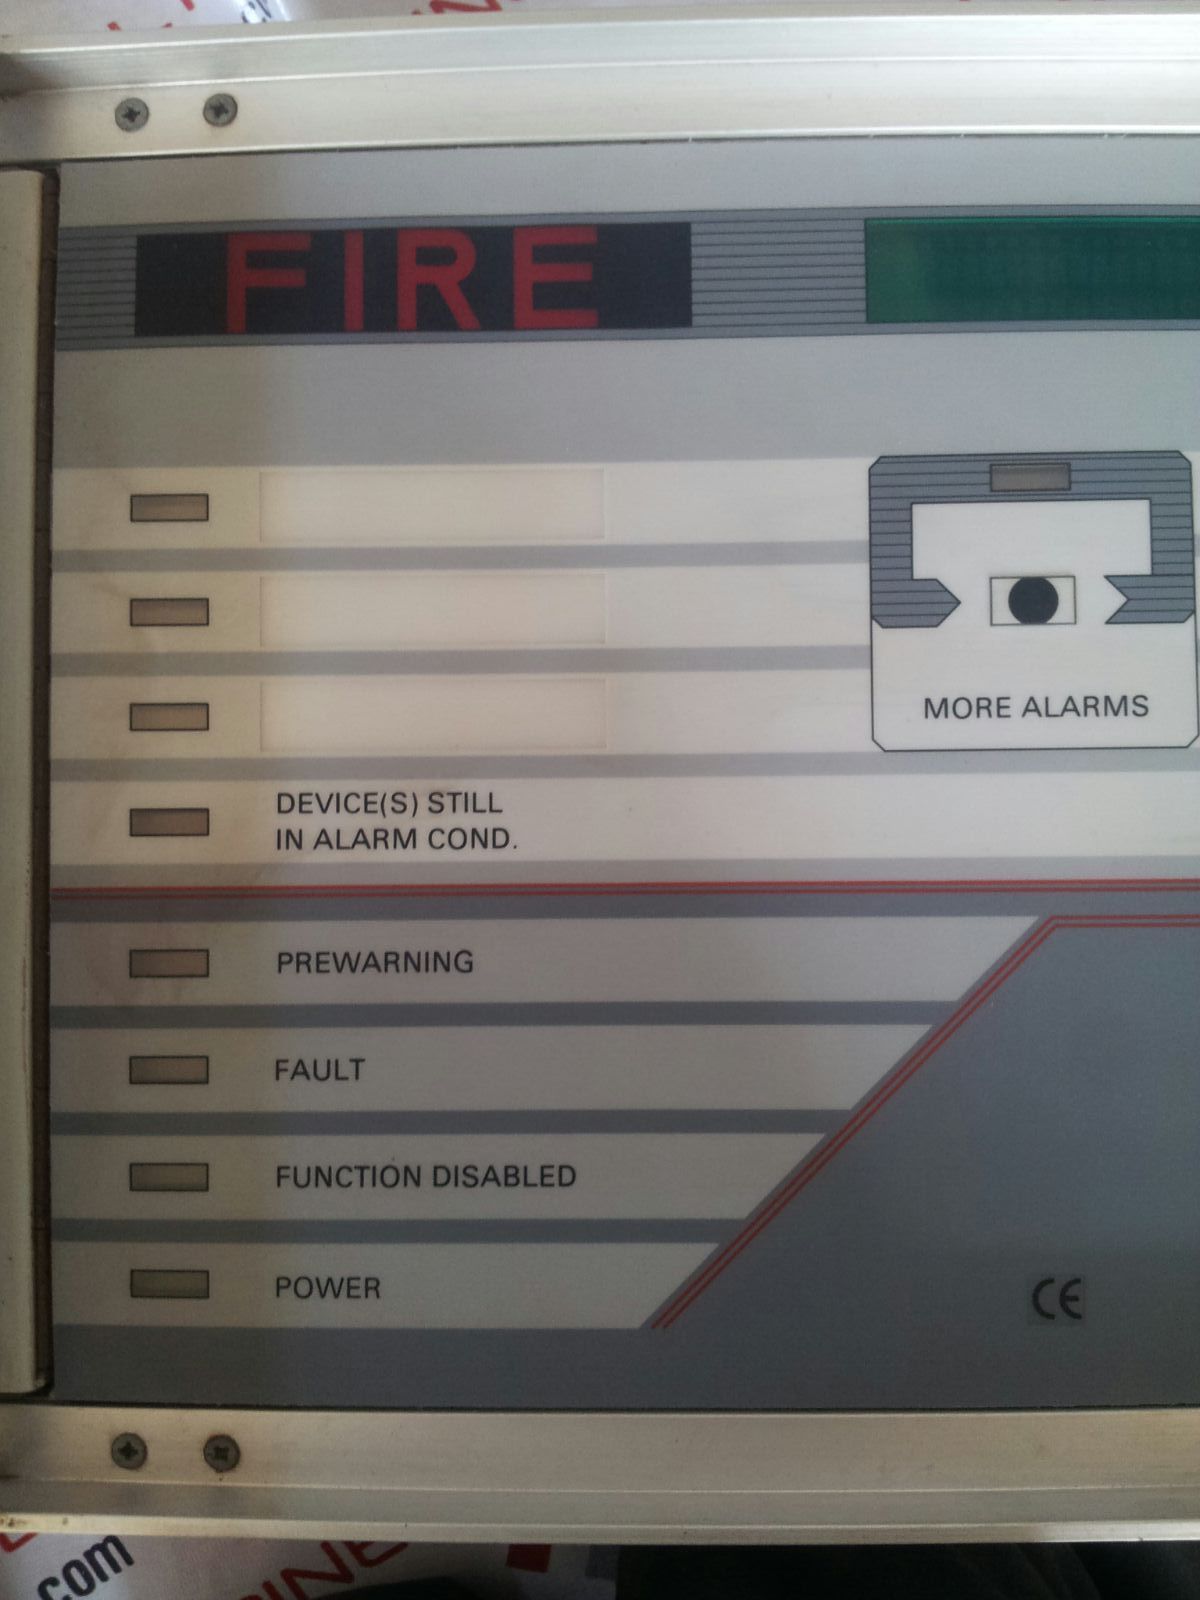 FIRE
MORE ALARMS
DEVICE(S) STILL
IN ALARM COND.
PREWARNING
FAULT
FUNCTION DISABLED
POWER
CE
.com